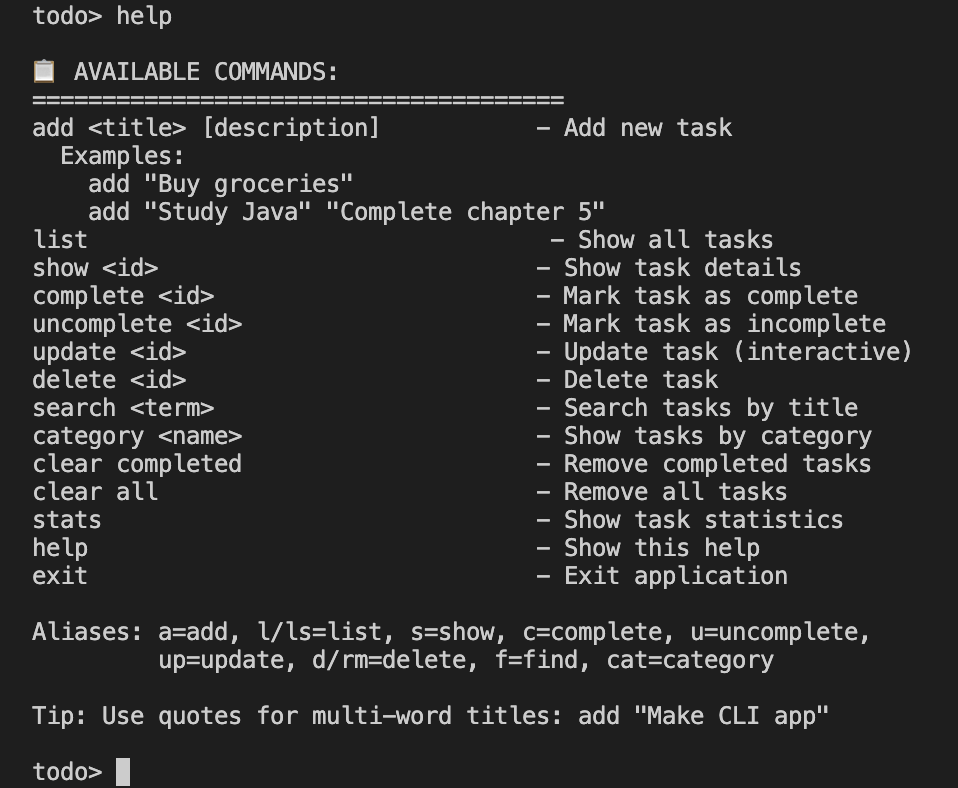 todo> help
📋 AVAILABLE COMMANDS:
======================================
add <title> [description]           – Add new task
  Examples:
    add "Buy groceries"
    add "Study Java" "Complete chapter 5"
list                                 – Show all tasks
show <id>                           – Show task details
complete <id>                       – Mark task as complete
uncomplete <id>                     – Mark task as incomplete
update <id>                         – Update task (interactive)
delete <id>                         – Delete task
search <term>                       – Search tasks by title
category <name>                     – Show tasks by category
clear completed                     – Remove completed tasks
clear all                           – Remove all tasks
stats                               – Show task statistics
help                                – Show this help
exit                                – Exit application
Aliases: a=add, l/ls=list, s=show, c=complete, u=uncomplete,
         up=update, d/rm=delete, f=find, cat=category
Tip: Use quotes for multi–word titles: add "Make CLI app"
todo>